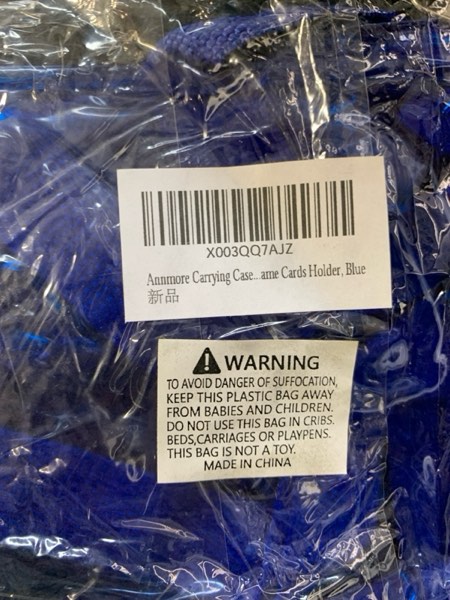 X003QQ7AJZ
Annmore Carrying Case...ame Cards Holder, Blue
新品
WARNING
TO AVOID DANGER OF SUFFOCATION,
KEEP THIS PLASTIC BAG AWAY
FROM BABIES AND CHILDREN.
DO NOT USE THIS BAG IN CRIBS.
BEDS,CARRIAGES OR PLAYPENS.
THIS BAG IS NOT A TOY.
MADE IN CHINA